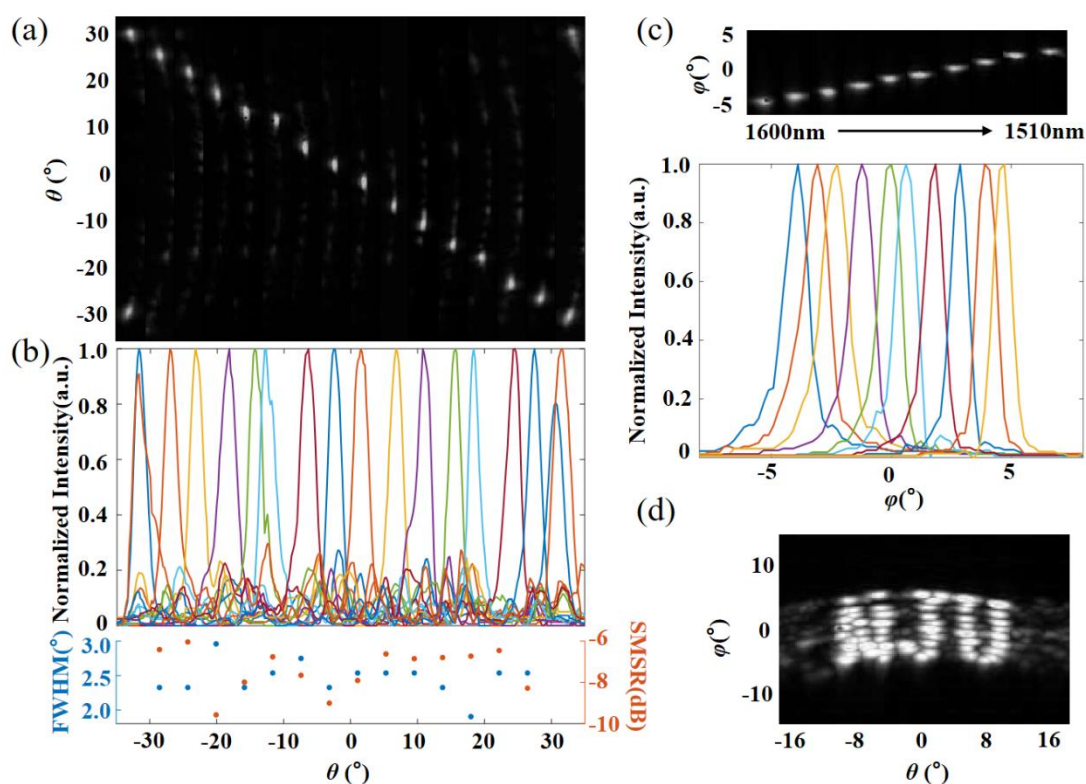 (a)
30
20
10
0
-10
-20
-30
θ (°)
(b)
Normalized Intensity(a.u.)
1.0
0.8
0.6
0.4
0.2
0
FWHM(°)
3.0
2.5
2.0
-6
-8
-10
SMSR(dB)
-30 -20 -10 0 10 20 30
θ (°)
(c)
φ(°)
5
0
-5
1600nm 1510nm
Normalized Intensity(a.u.)
1.0
0.8
0.6
0.4
0.2
0
-5 0 5
φ(°)
(d)
φ(°)
10
0
-10
-16 -8 0 8 16
θ (°)